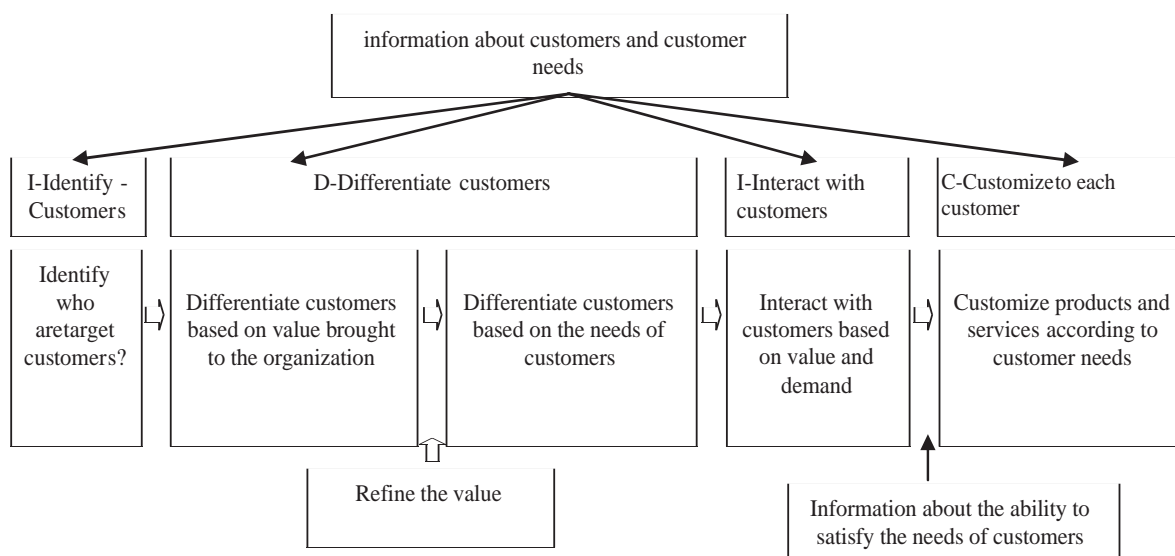 information about customers and customer
needs
I-Identify -
Customers
D-Differentiate customers
I-Interact with
customers
C-Customizeto each
customer
Identify
who
aretarget
customers?
Differentiate customers
based on value brought
to the organization
Differentiate customers
based on the needs of
customers
Interact with
customers based
on value and
demand
Customize products and
services according to
customer needs
Refine the value
Information about the ability to
satisfy the needs of customers